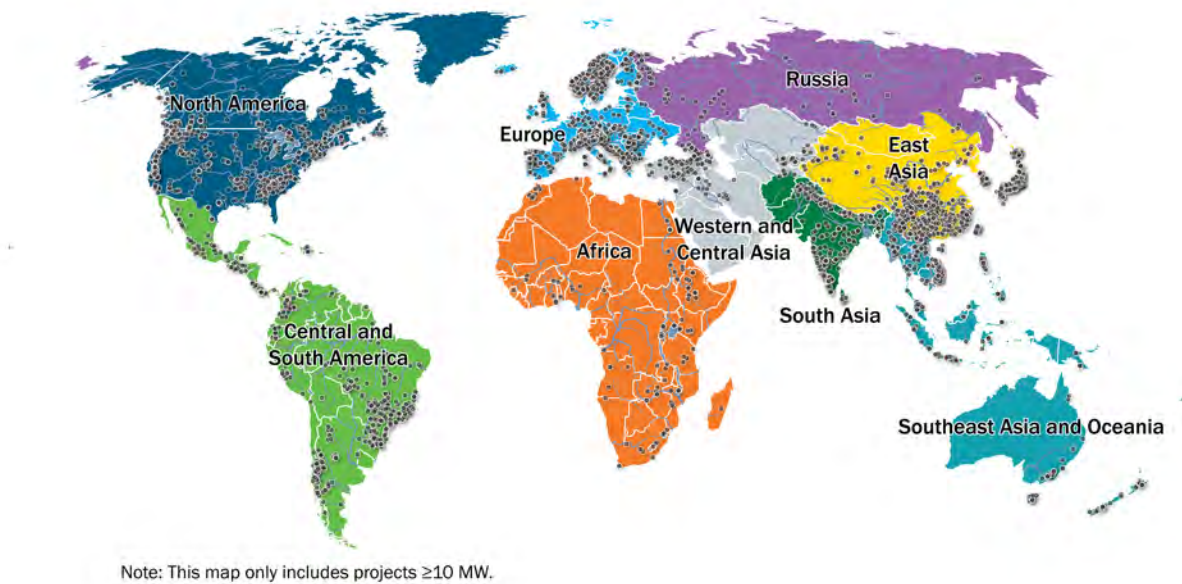 North America
Europe
Russia
East
Asia
Western and
Central Asia
Africa
South Asia
Central and
South America
Southeast Asia and Oceania
Note: This map only includes projects ≥10 MW.